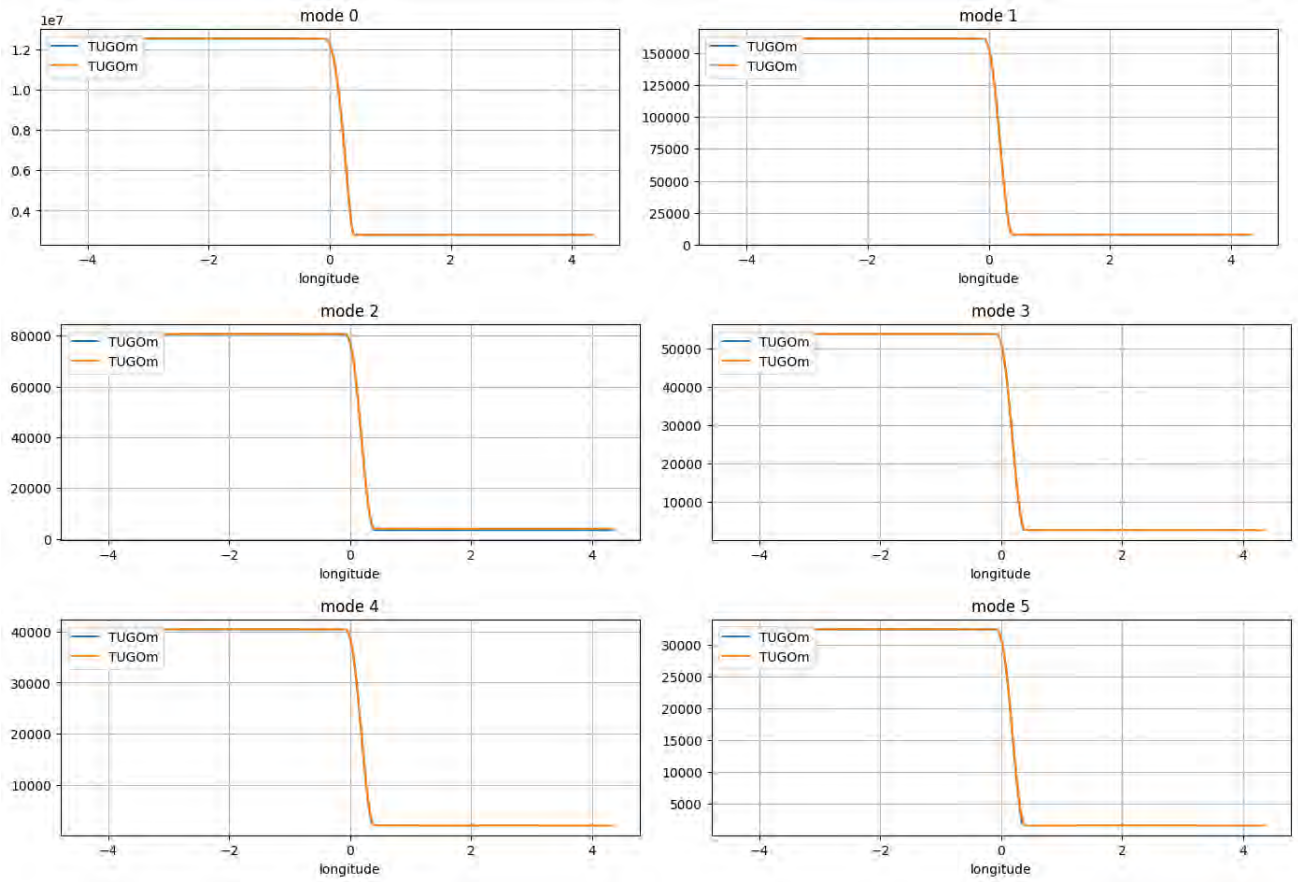 mode 0
1e7
1.2
1.0
0.8
0.6
0.4
TUGOm
TUGOm
−4 −2 0 2 4
longitude
mode 1
150000
125000
100000
75000
50000
25000
0
TUGOm
TUGOm
−4 −2 0 2 4
longitude
mode 2
80000
60000
40000
20000
0
TUGOm
TUGOm
−4 −2 0 2 4
longitude
mode 3
50000
40000
30000
20000
10000
TUGOm
TUGOm
−4 −2 0 2 4
longitude
mode 4
40000
30000
20000
10000
TUGOm
TUGOm
−4 −2 0 2 4
longitude
mode 5
30000
25000
20000
15000
10000
5000
TUGOm
TUGOm
−4 −2 0 2 4
longitude